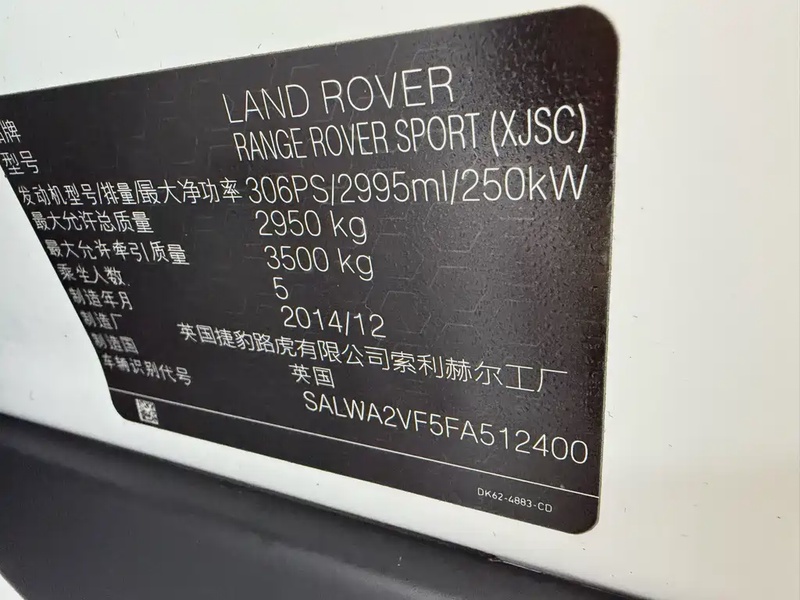 牌 LAND ROVER
型号 RANGE ROVER SPORT (XJSC)
发动机型号/排量/最大净功率 306PS/2995ml/250kW
最大允许总质量 2950 kg
最大允许牵引质量 3500 kg
乘坐人数 5
制造年月 2014/12
制造厂 英国捷豹路虎有限公司索利赫尔工厂
制造国 英国
车辆识别代号 SALWA2VF5FA512400
DK62-4883-CD